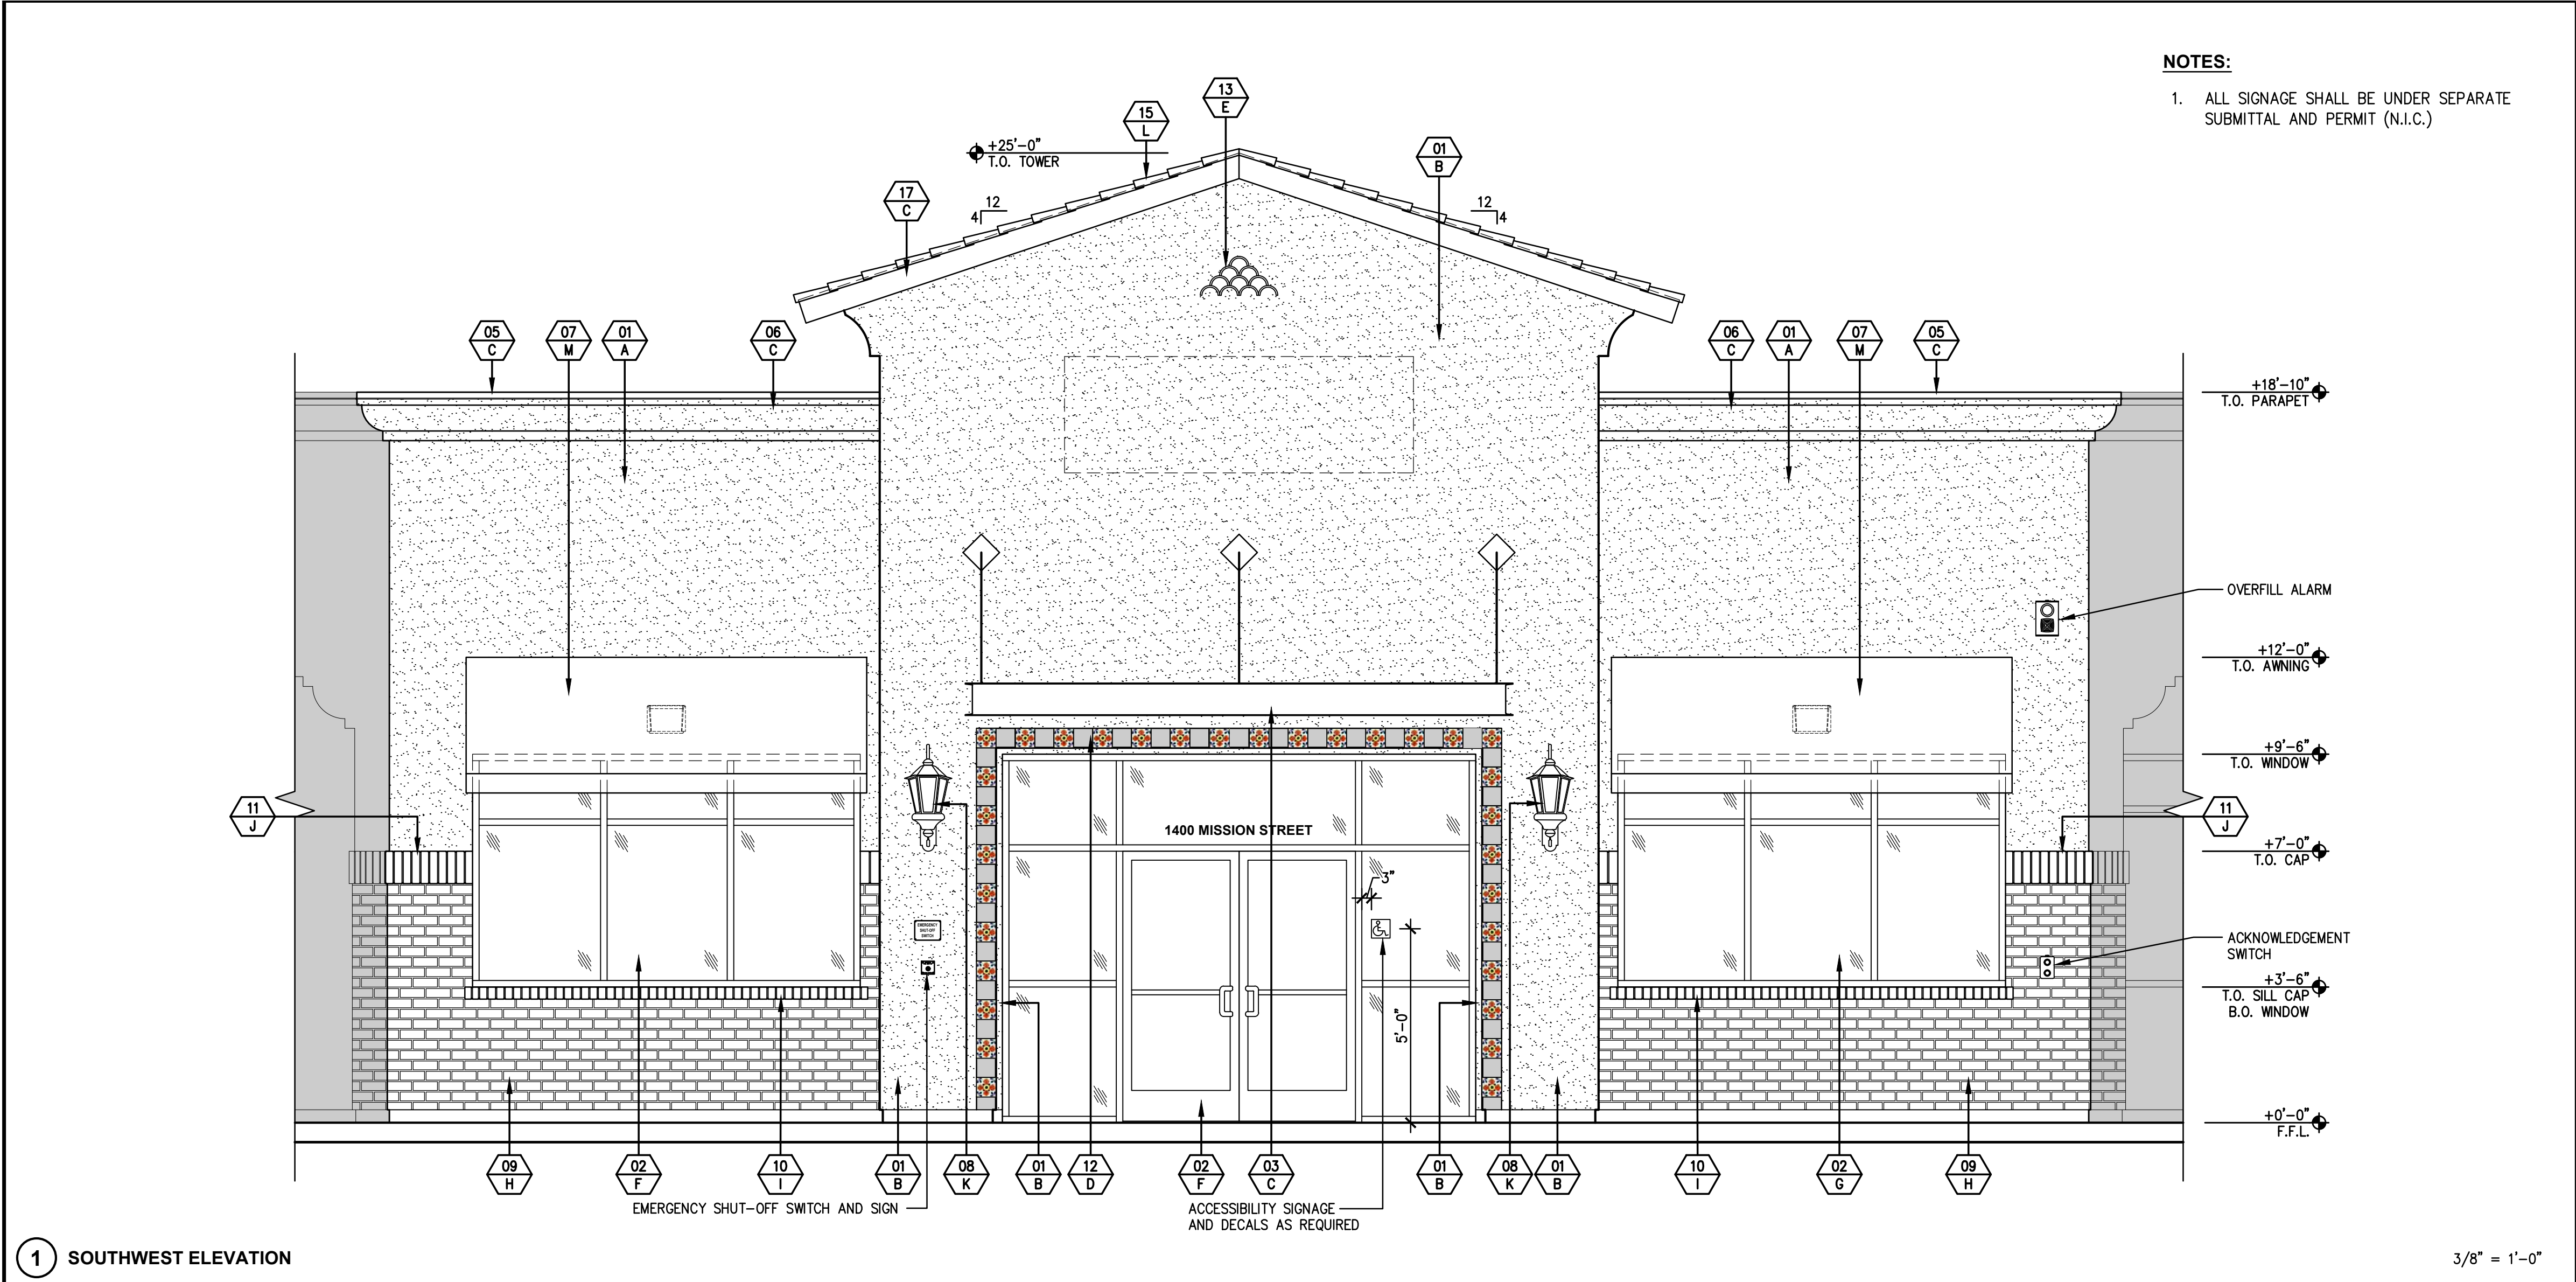 NOTES:
1. ALL SIGNAGE SHALL BE UNDER SEPARATE
SUBMITTAL AND PERMIT (N.I.C.)
13
E
15
L
+25'-0"
T.O. TOWER
01
B
17
C
12
4
12
4
05
C
07
M
01
A
06
C
06
C
01
A
07
M
05
C
+18'-10"
T.O. PARAPET
OVERFILL ALARM
+12'-0"
T.O. AWNING
+9'-6"
T.O. WINDOW
11
J
1400 MISSION STREET
11
J
+7'-0"
T.O. CAP
3"
EMERGENCY
SHUT-OFF
SWITCH
ACKNOWLEDGEMENT
SWITCH
+3'-6"
T.O. SILL CAP
B.O. WINDOW
5'-0"
+0'-0"
F.F.L.
09
H
02
F
10
I
01
B
08
K
01
B
12
D
02
F
03
C
01
B
08
K
01
B
10
I
02
G
09
H
EMERGENCY SHUT-OFF SWITCH AND SIGN
ACCESSIBILITY SIGNAGE
AND DECALS AS REQUIRED
1 SOUTHWEST ELEVATION
3/8" = 1'-0"